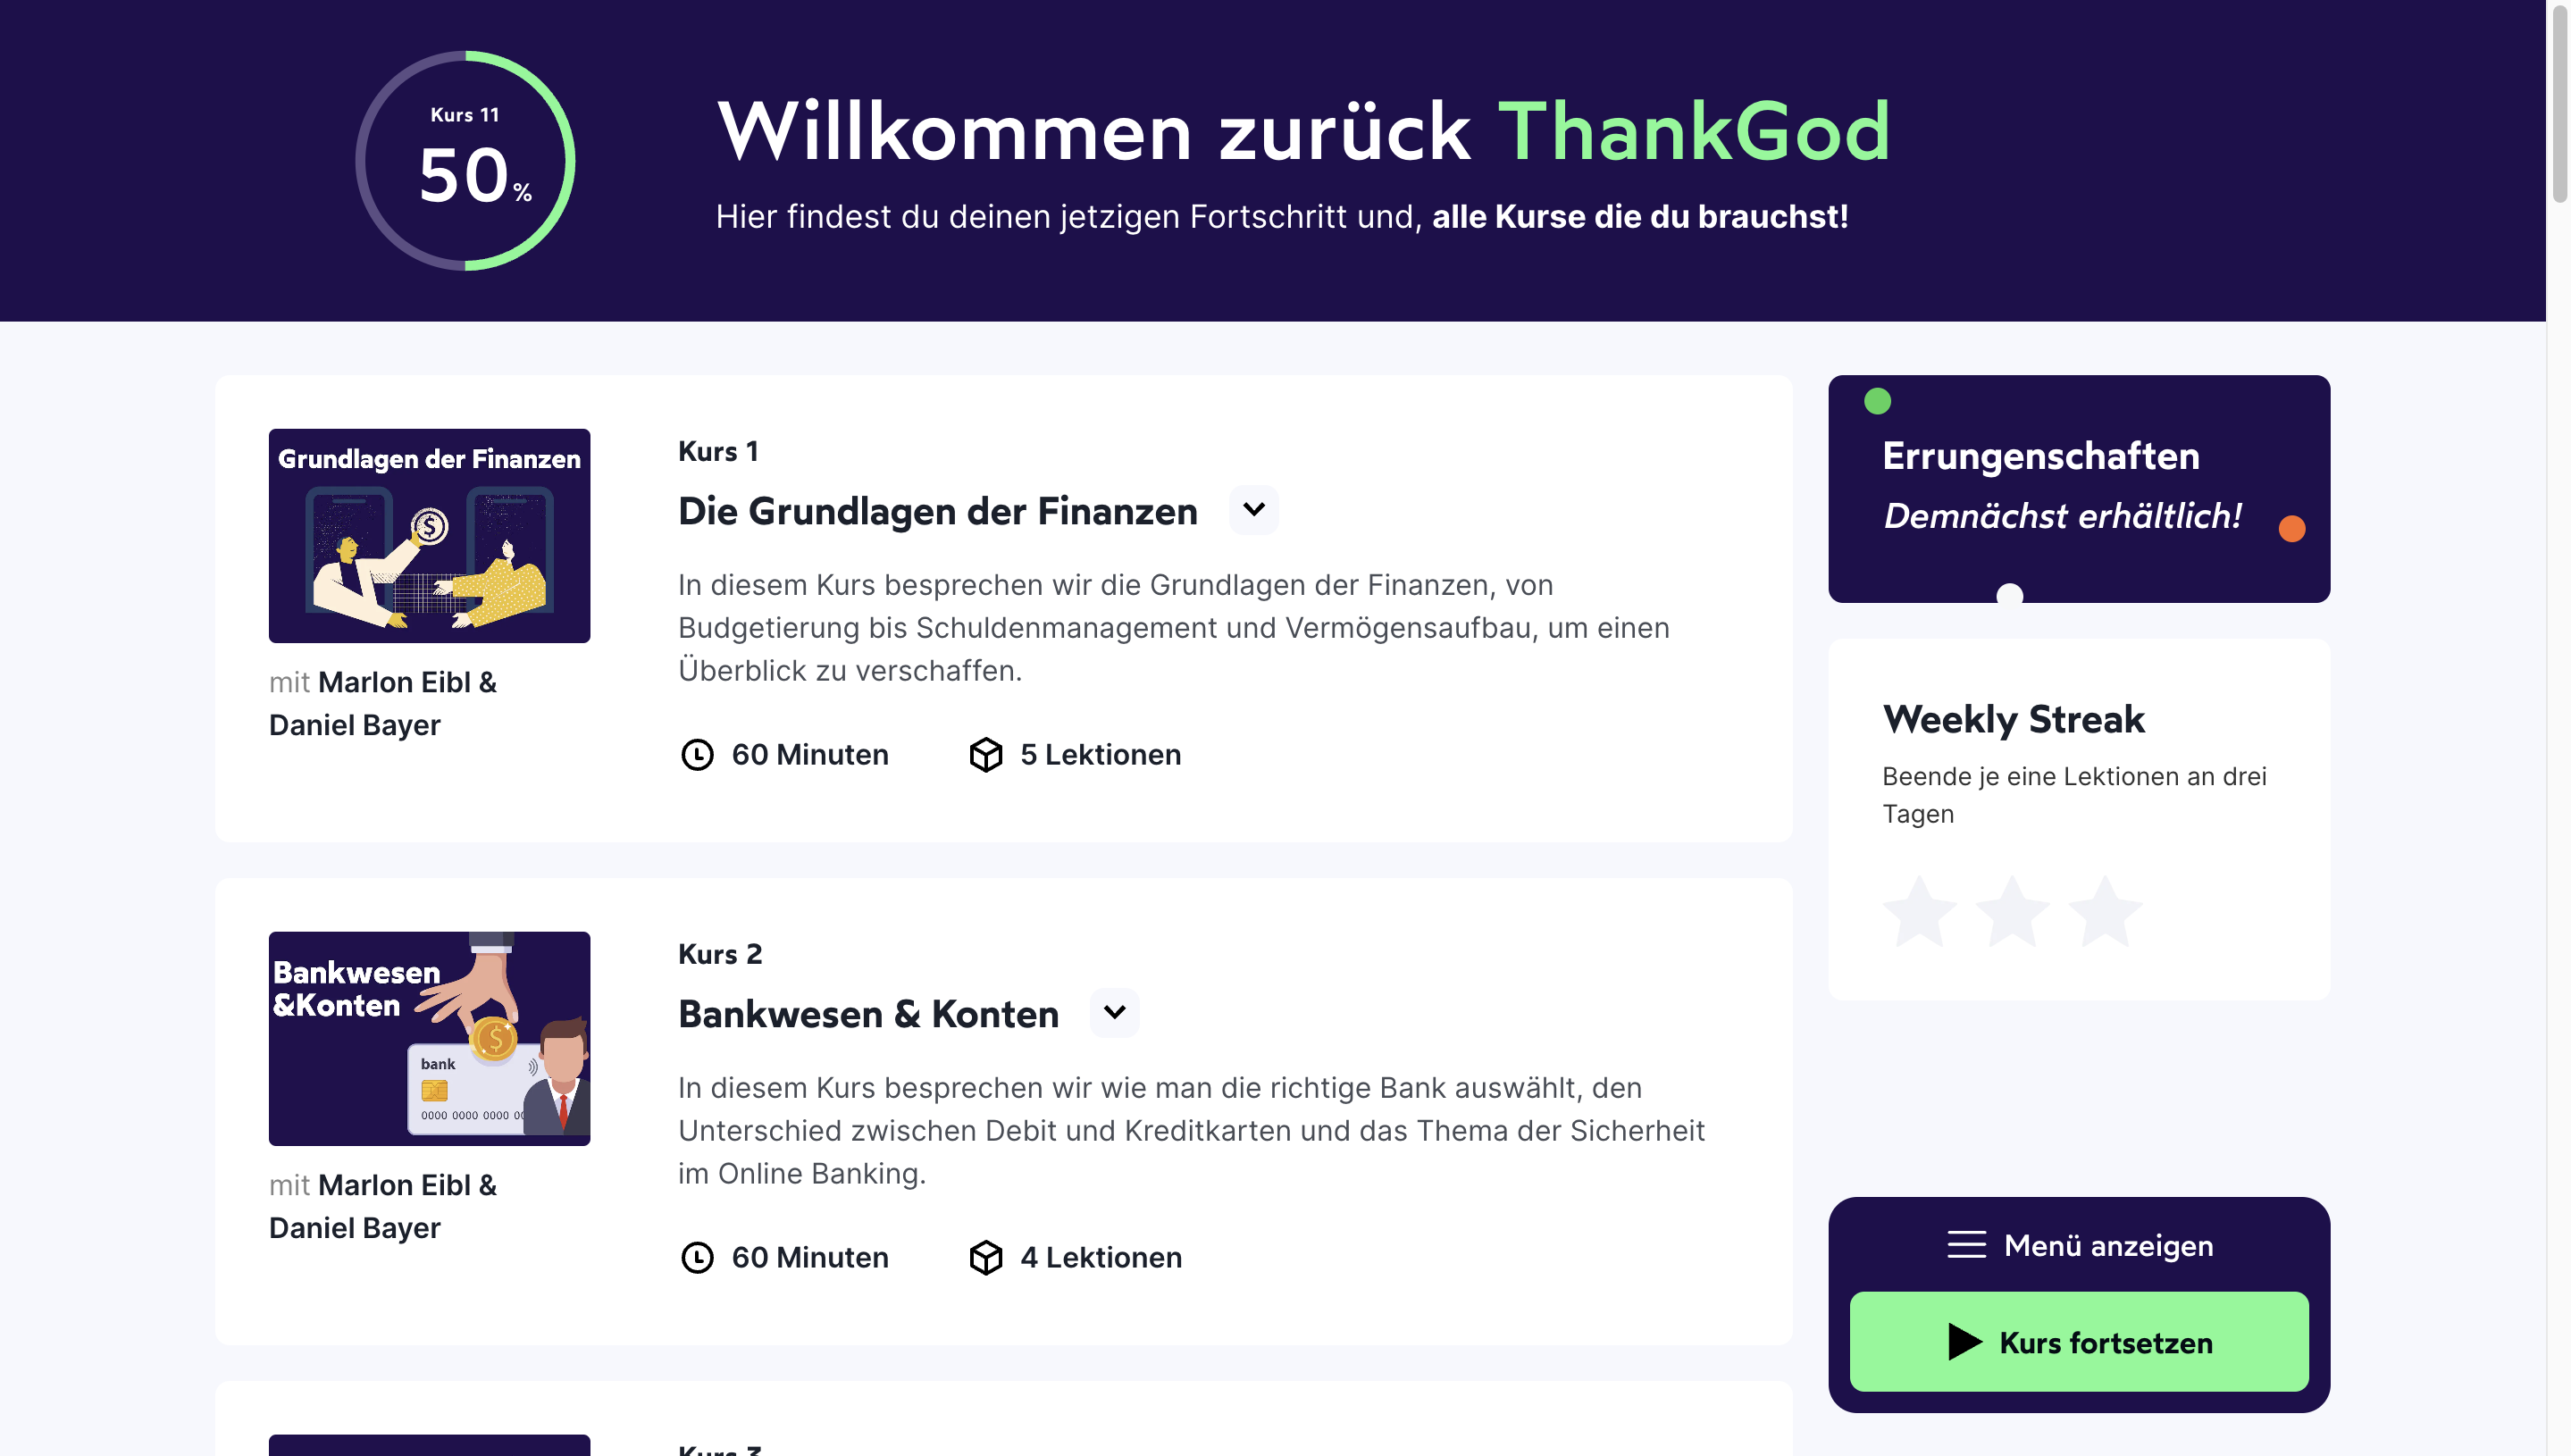 Kurs 11
50 %
Willkommen zurück ThankGod
Hier findest du deinen jetzigen Fortschritt und, alle Kurse die du brauchst!
Grundlagen der Finanzen
mit Marlon Eibl &
Daniel Bayer
Kurs 1
Die Grundlagen der Finanzen
In diesem Kurs besprechen wir die Grundlagen der Finanzen, von
Budgetierung bis Schuldenmanagement und Vermögensaufbau, um einen
Überblick zu verschaffen.
60 Minuten
5 Lektionen
Bankwesen
&Konten
bank
0000 0000 0000 00
mit Marlon Eibl &
Daniel Bayer
Kurs 2
Bankwesen & Konten
In diesem Kurs besprechen wir wie man die richtige Bank auswählt, den
Unterschied zwischen Debit und Kreditkarten und das Thema der Sicherheit
im Online Banking.
60 Minuten
4 Lektionen
Kurs 3
Errungenschaften
Demnächst erhältlich!
Weekly Streak
Beende je eine Lektionen an drei
Tagen
Menü anzeigen
Kurs fortsetzen